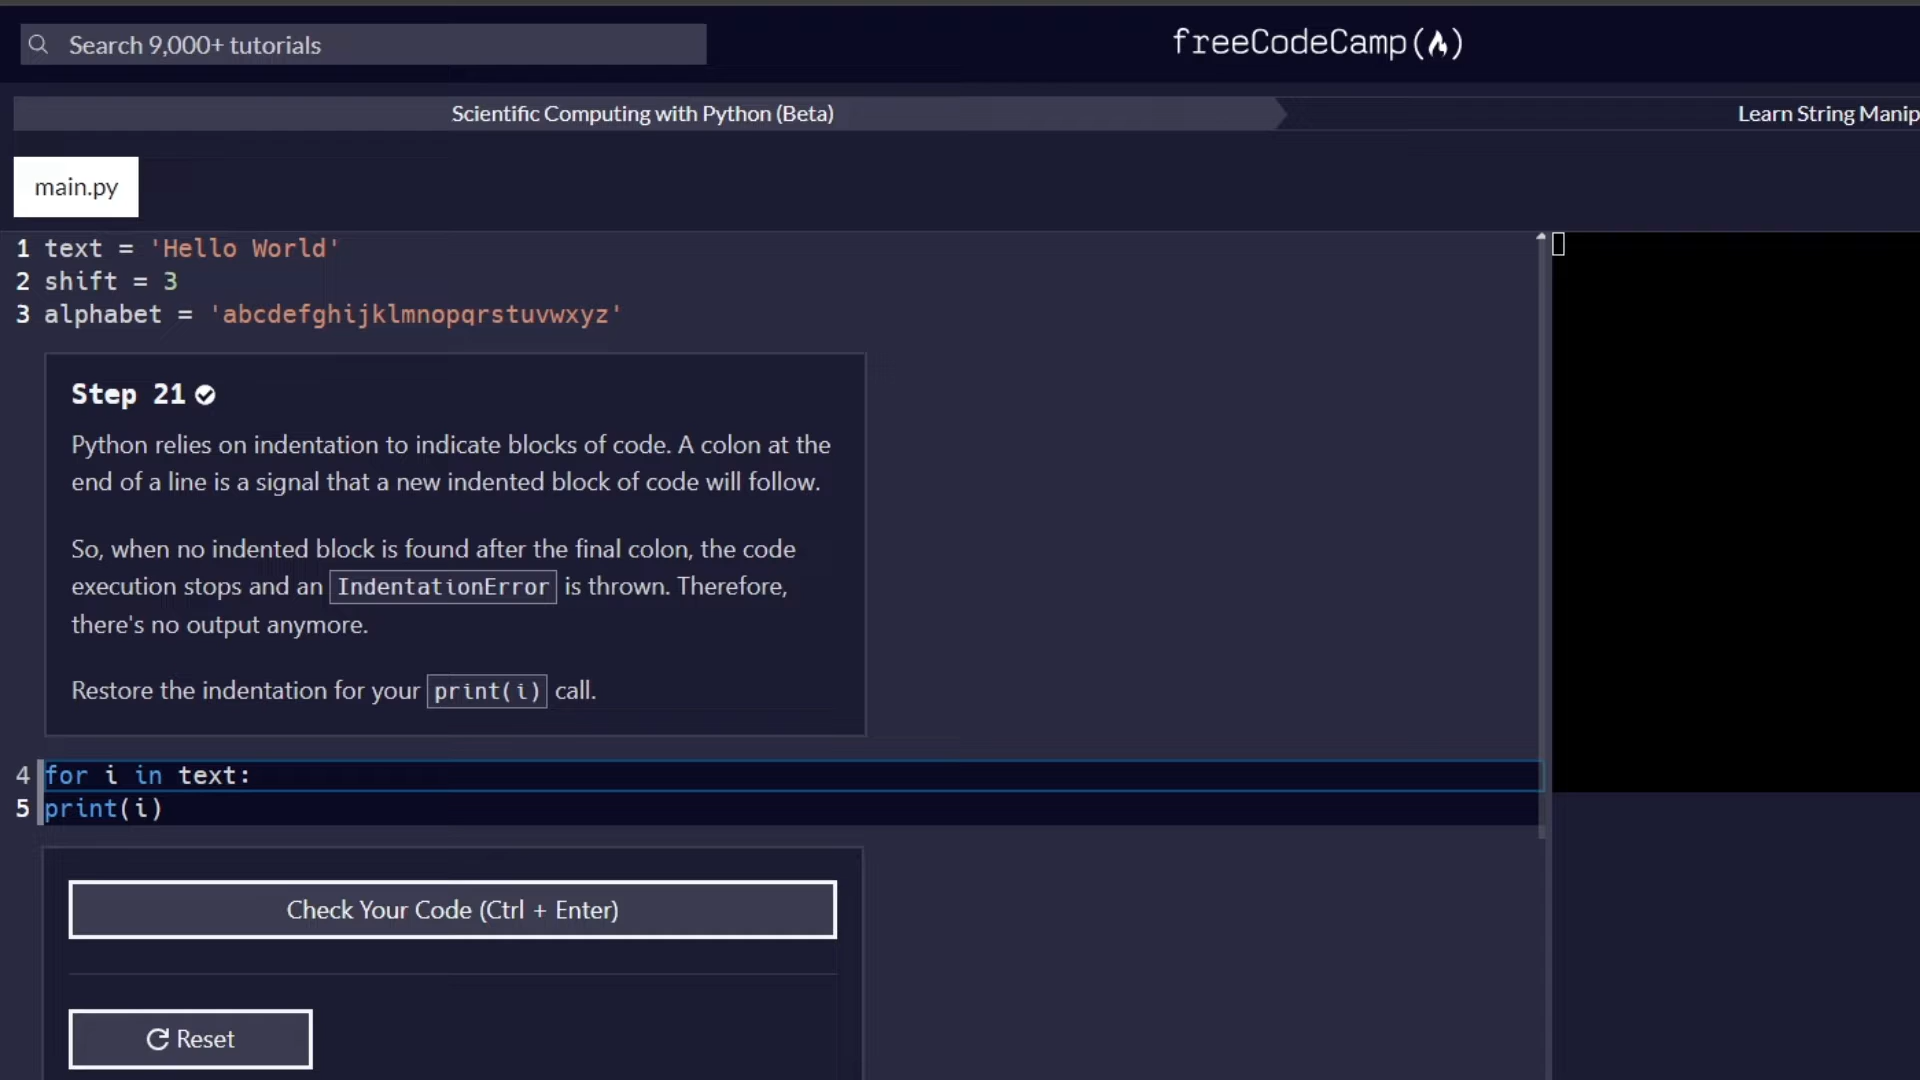 Search 9,000+ tutorials
freeCodeCamp
Scientific Computing with Python (Beta)
Learn String Manip
main.py
1 text = 'Hello World'
2 shift = 3
3 alphabet = 'abcdefghijklmnopqrstuvwxyz'
Step 21
Python relies on indentation to indicate blocks of code. A colon at the
end of a line is a signal that a new indented block of code will follow.
So, when no indented block is found after the final colon, the code
execution stops and an IndentationError is thrown. Therefore,
there's no output anymore.
Restore the indentation for your print(i) call.
4 for i in text:
5 print(i)
Check Your Code (Ctrl + Enter)
Reset